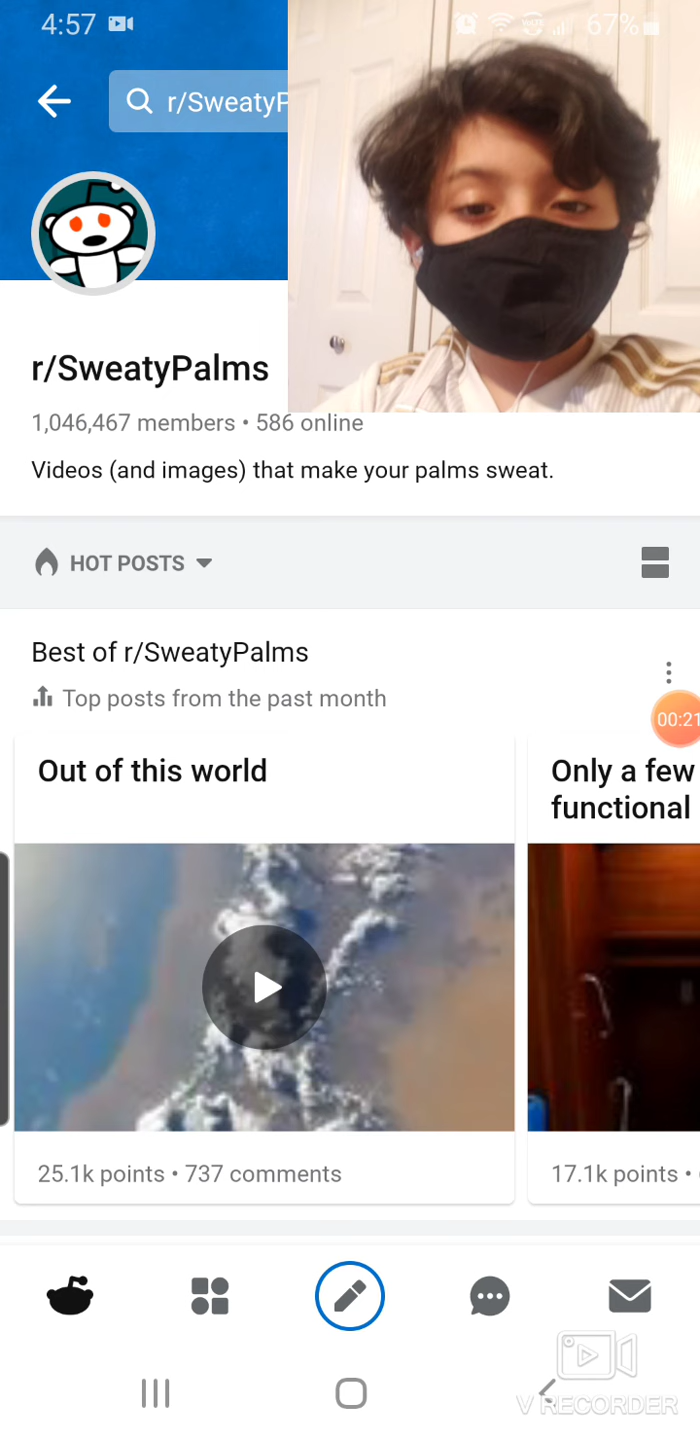 4:57
67%
r/SweatyP
r/SweatyPalms
1,046,467 members • 586 online
Videos (and images) that make your palms sweat.
HOT POSTS
Best of r/SweatyPalms
Top posts from the past month
00:21
Out of this world
Only a few
functional
25.1k points • 737 comments
17.1k points •
V RECORDER